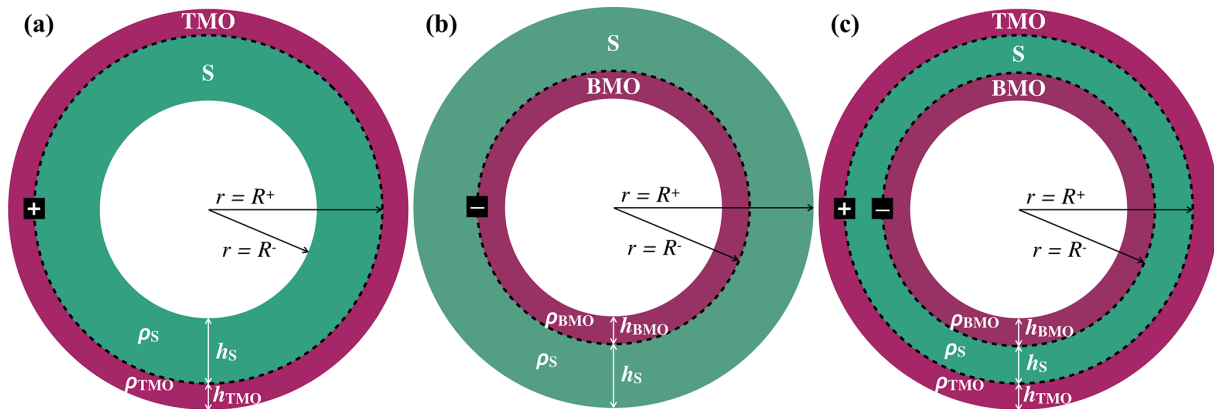 (a)
TMO
S
+
r = R⁺
r = R⁻
ρS
hS
ρTMO
hTMO
(b)
S
BMO
–
r = R⁺
r = R⁻
ρBMO
hBMO
ρS
hS
(c)
TMO
S
BMO
+ –
r = R⁺
r = R⁻
ρBMO
hBMO
ρS
hS
ρTMO
hTMO